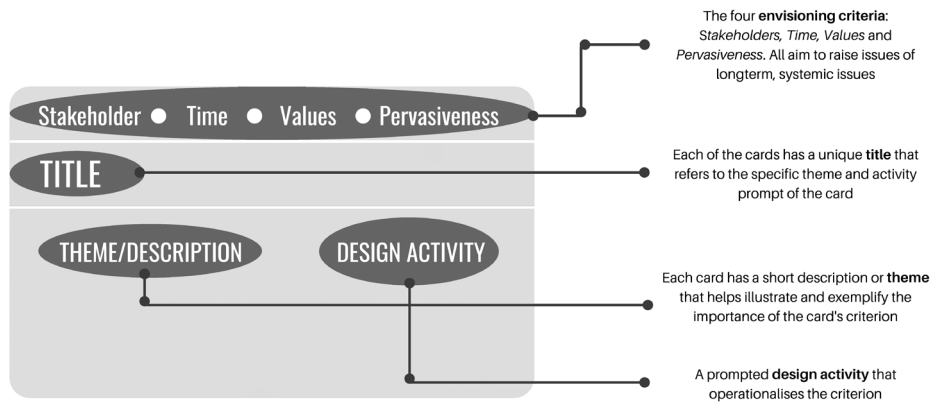 The four envisioning criteria:
Stakeholders, Time, Values and
Pervasiveness. All aim to raise issues of
longterm, systemic issues
Stakeholder Time Values Pervasiveness
Each of the cards has a unique title that
refers to the specific theme and activity
prompt of the card
TITLE
THEME/DESCRIPTION DESIGN ACTIVITY
Each card has a short description or theme
that helps illustrate and exemplify the
importance of the card's criterion
A prompted design activity that
operationalises the criterion